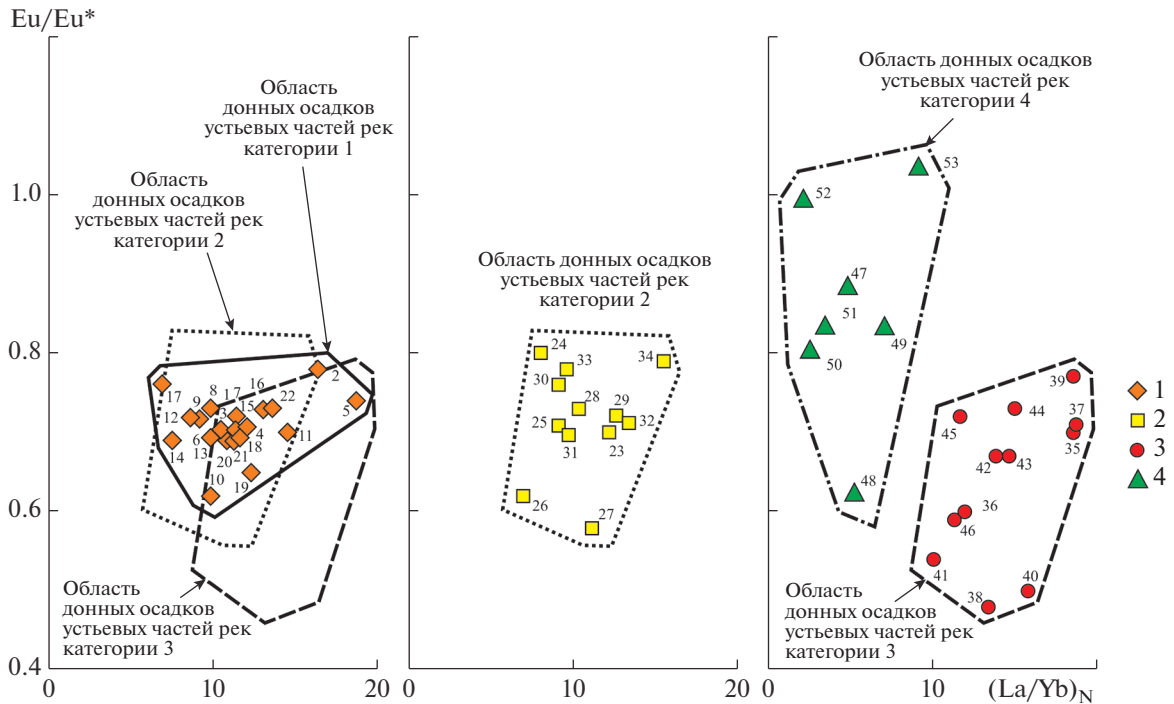 Eu/Eu*
1.0
0.8
0.6
0.4
Область
донных осадков
устьевых частей рек
категории 1
Область
донных осадков
устьевых частей рек
категории 2
2
5
17
16
8
1
7
22
9
15
12
3
6
4
11
14
13
18
20
21
10
19
Область
донных осадков
устьевых частей рек
категории 3
0
10
20
Область донных осадков
устьевых частей рек
категории 2
24
33
34
30
28
29
25
32
31
23
26
27
0
10
20
Область донных осадков
устьевых частей рек
категории 4
53
52
47
51
49
50
48
39
44
37
45
35
42
43
36
46
41
40
38
Область
донных осадков
устьевых частей рек
категории 3
0
10
(La/Yb)N
1
2
3
4